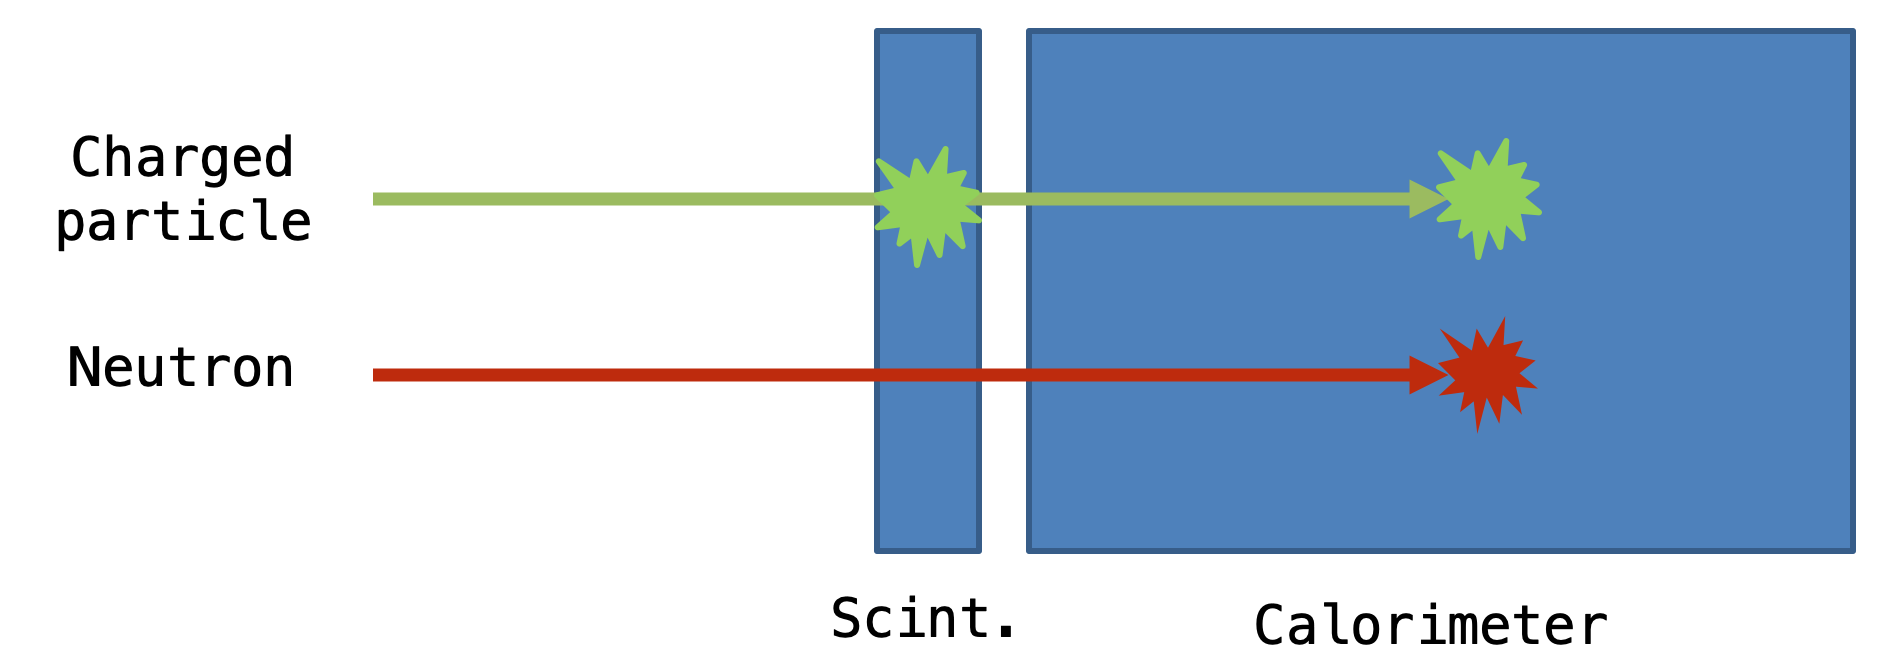 Charged
particle
Neutron
Scint.
Calorimeter